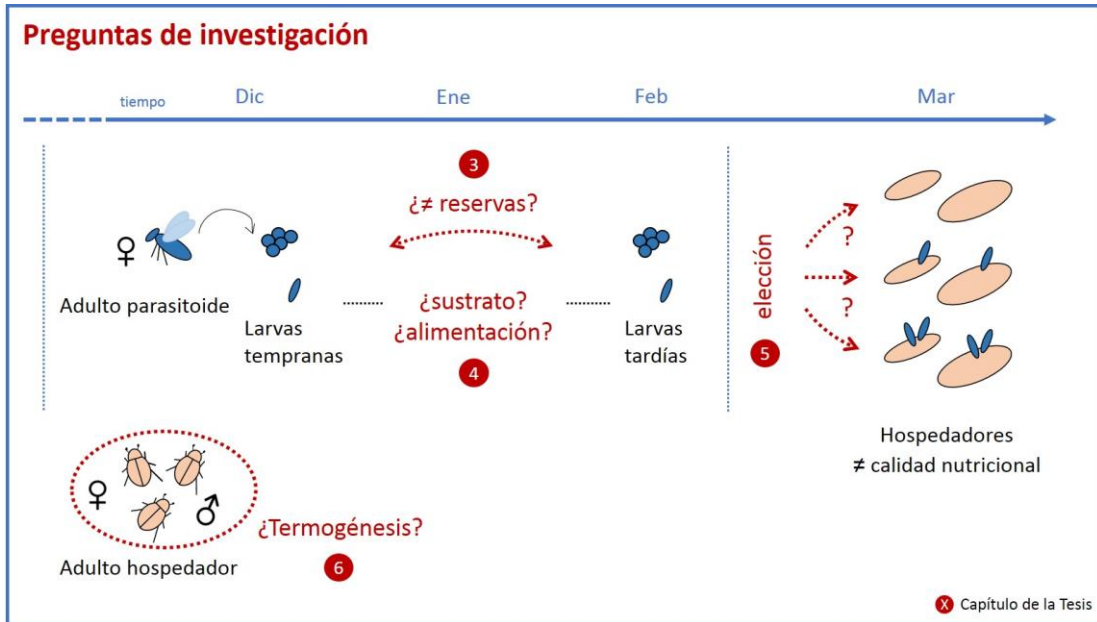 Preguntas de investigación
tiempo
Dic
Ene
Feb
Mar
3
¿≠ reservas?
Adulto parasitoide
Larvas
tempranas
¿sustrato?
¿alimentación?
4
Larvas
tardías
elección
5
?
?
Hospedadores
≠ calidad nutricional
♀
♀
♂
Adulto hospedador
¿Termogénesis?
6
X Capítulo de la Tesis